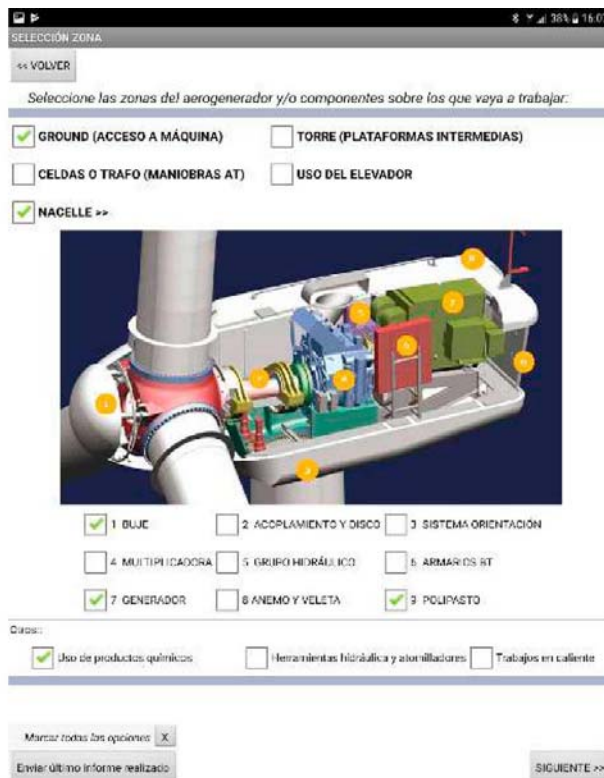 38% 16:0
SELECCIÓN ZONA
<< VOLVER
Seleccione las zonas del aerogenerador y/o componentes sobre los que vaya a trabajar:
GROUND (ACCESO A MÁQUINA) TORRE (PLATAFORMAS INTERMEDIAS)
CELDAS O TRAFO (MANIOBRAS AT) USO DEL ELEVADOR
NACELLE >>
1 BUJE 2 ACOPLAMIENTO Y DISCO 3 SISTEMA ORIENTACIÓN
4 MULTIPLICADORA 5 GRUPO HIDRÁULICO 6 ARMARIOS BT
7 GENERADOR 8 ANEMO Y VELETA 9 POLIPASTO
Otros:
Uso de productos químicos Herramientas hidráulica y atornilladores Trabajos en caliente
Marcar todas las opciones X
Enviar último informe realizado SIGUIENTE >>